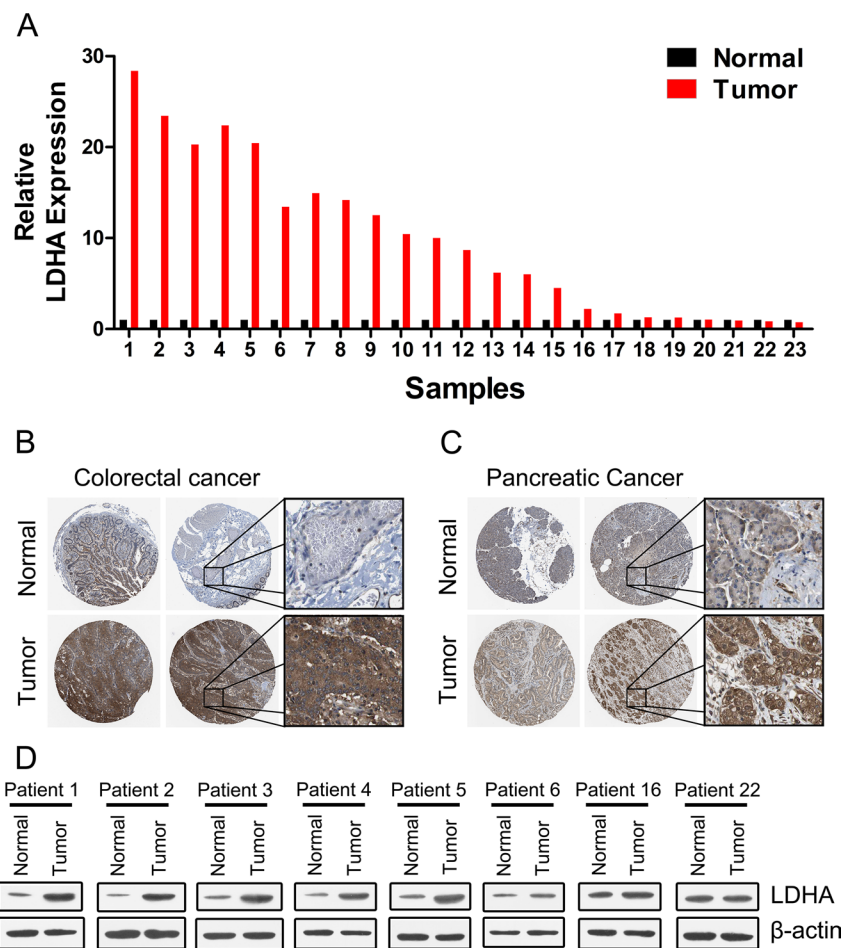 A
30
20
10
0
Relative
LDHA Expression
Normal
Tumor
1 2 3 4 5 6 7 8 9 10 11 12 13 14 15 16 17 18 19 20 21 22 23
Samples
B
Colorectal cancer
Normal
Tumor
C
Pancreatic Cancer
Normal
Tumor
D
Patient 1 Patient 2 Patient 3 Patient 4 Patient 5 Patient 6 Patient 16 Patient 22
Normal Tumor Normal Tumor Normal Tumor Normal Tumor Normal Tumor Normal Tumor Normal Tumor Normal Tumor
LDHA
β-actin